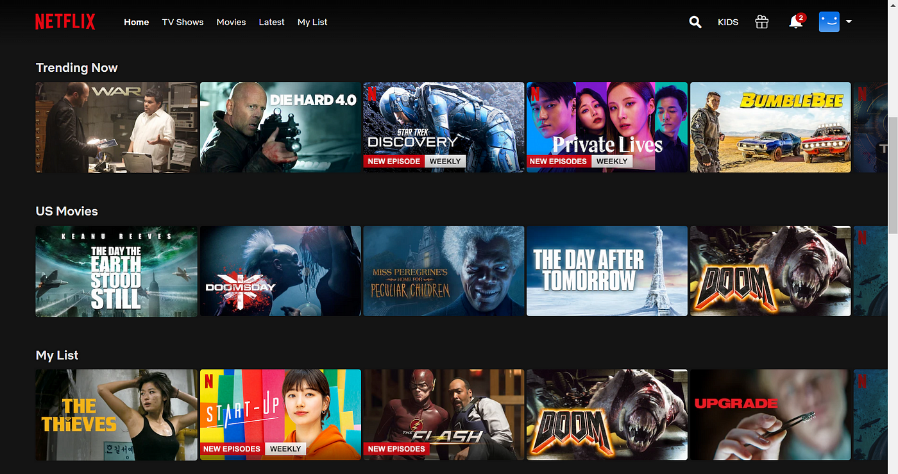 NETFLIX
Home
TV Shows
Movies
Latest
My List
KIDS
2
Trending Now
WAR
DIE HARD 4.0
N
STAR TREK
DISCOVERY
NEW EPISODE
WEEKLY
N
Private Lives
NEW EPISODES
WEEKLY
BUMBLEBEE
N
T
US Movies
KEANU REEVES
THE DAY THE
EARTH
STOOD
STILL
DOOMSDAY
MISS PEREGRINE'S
HOME FOR
PECULIAR CHILDREN
THE DAY AFTER
TOMORROW
DOOM
N
My List
THE
THIEVES
N
START-UP
NEW EPISODES
WEEKLY
THE FLASH
NEW EPISODES
DOOM
UPGRADE
N